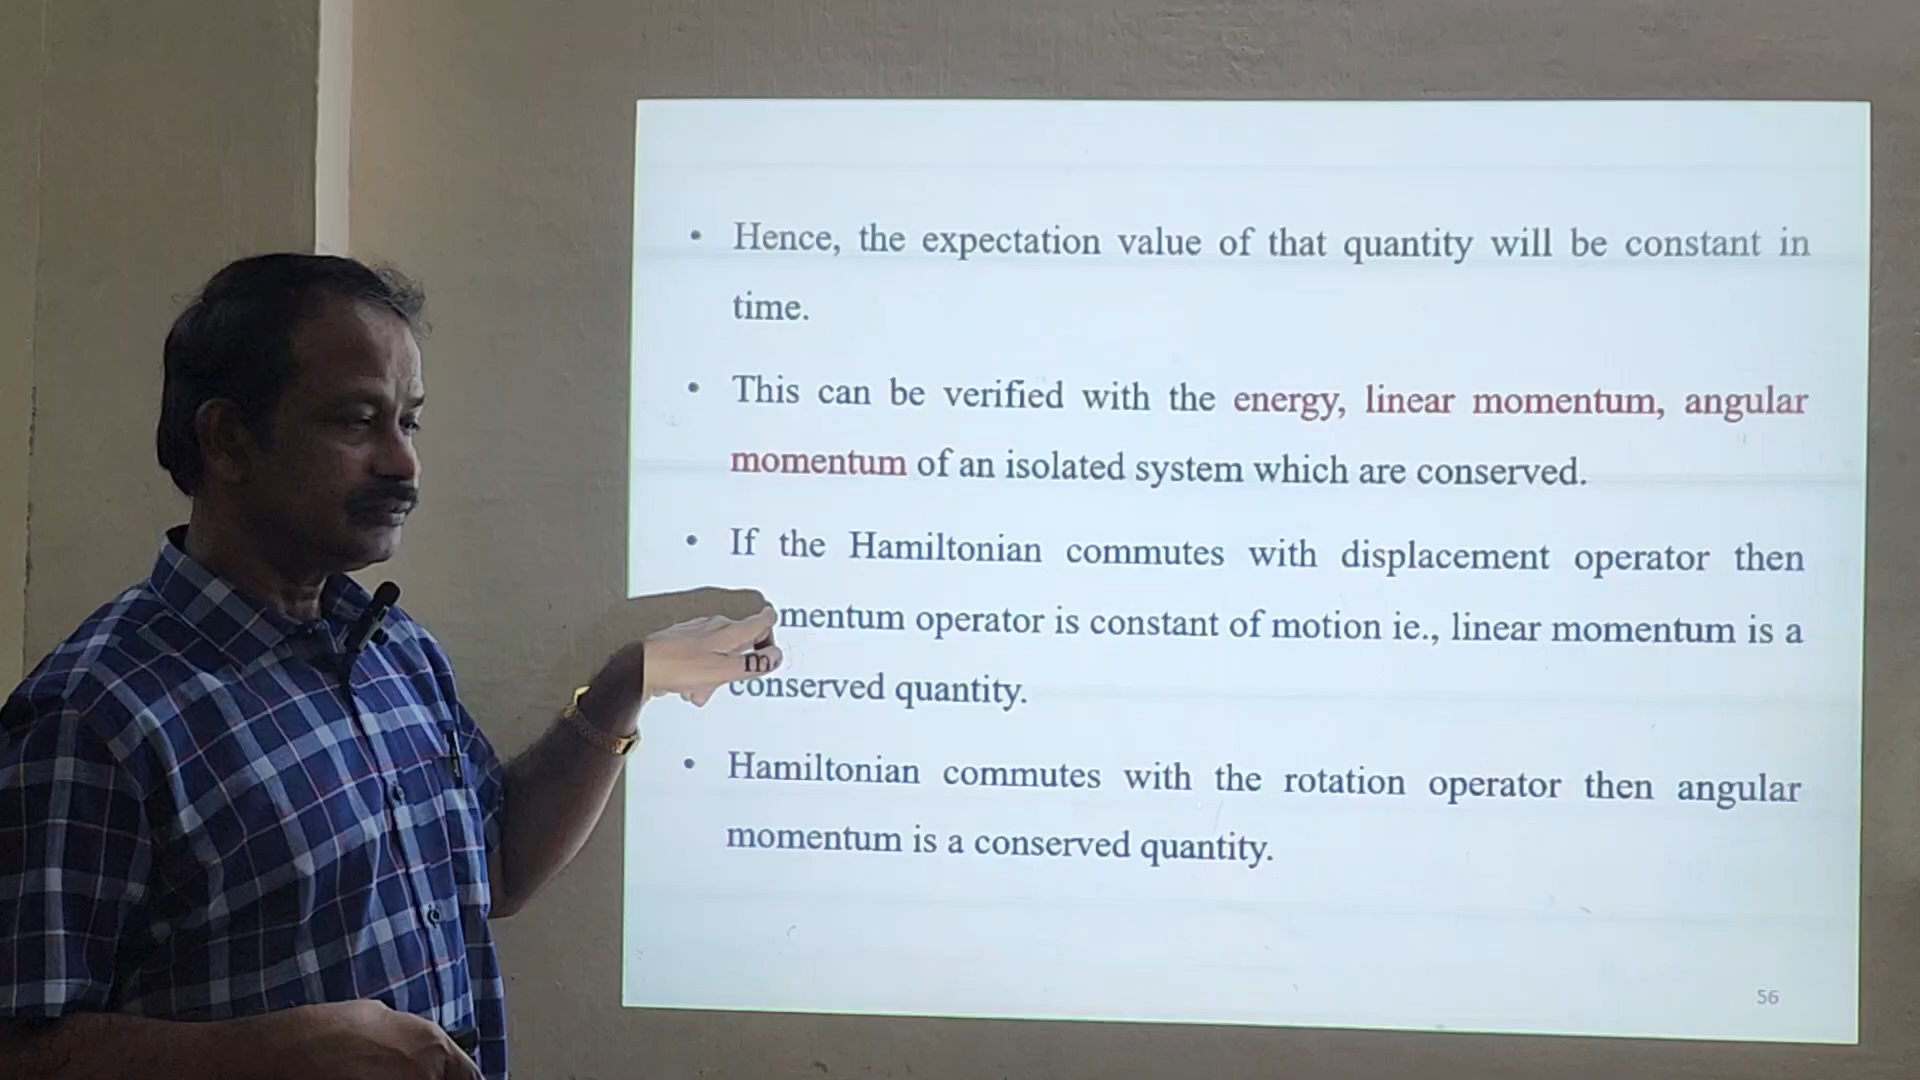 • Hence, the expectation value of that quantity will be constant in
time.
• This can be verified with the energy, linear momentum, angular
momentum of an isolated system which are conserved.
• If the Hamiltonian commutes with displacement operator then
mentum operator is constant of motion ie., linear momentum is a
conserved quantity.
• Hamiltonian commutes with the rotation operator then angular
momentum is a conserved quantity.
56